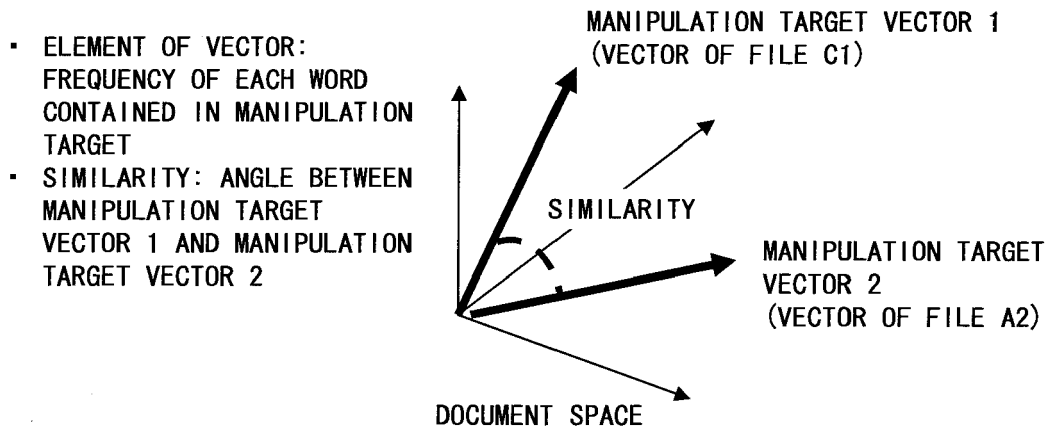 ▪ ELEMENT OF VECTOR:
FREQUENCY OF EACH WORD
CONTAINED IN MANIPULATION
TARGET
▪ SIMILARITY: ANGLE BETWEEN
MANIPULATION TARGET
VECTOR 1 AND MANIPULATION
TARGET VECTOR 2
MANIPULATION TARGET VECTOR 1
(VECTOR OF FILE C1)
SIMILARITY
MANIPULATION TARGET
VECTOR 2
(VECTOR OF FILE A2)
DOCUMENT SPACE